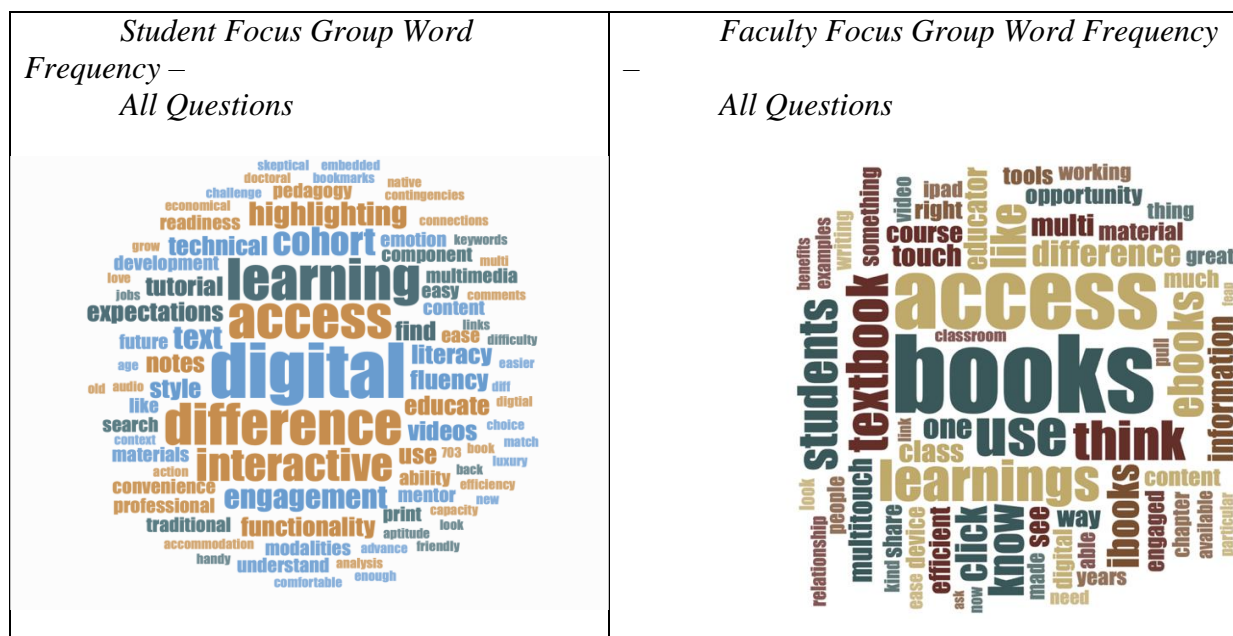 Student Focus Group Word
Frequency –
All Questions
skeptical embedded
doctoral bookmarks native
challenge pedagogy contingencies
economical highlighting
readiness connections
technical cohort emotion keywords
grow component
development learning multi
love multimedia
jobs tutorial easy comments
expectations access content
links
future text find ease difficulty
age notes digital literacy easier
old audio style fluency diff
like difference educate digtial
search videos choice
context match
materials use 703 book
action interactive back luxury
convenience ability efficiency
professional engagement mentor new
traditional functionality print capacity
aptitude look
accommodation modalities advance friendly
handy understand analysis
comfortable enough
Faculty Focus Group Word Frequency
–
All Questions
something video ipad educator tools working
right like opportunity
benefits examples writing course multi material thing
touch difference great
students textbook access much
classroom pull ebooks information
books
link one use think
class
look people multitouch learnings content
relationship kind share device efficient click know made see way digital able years ibooks engaged chapter available particular
ease ask now need